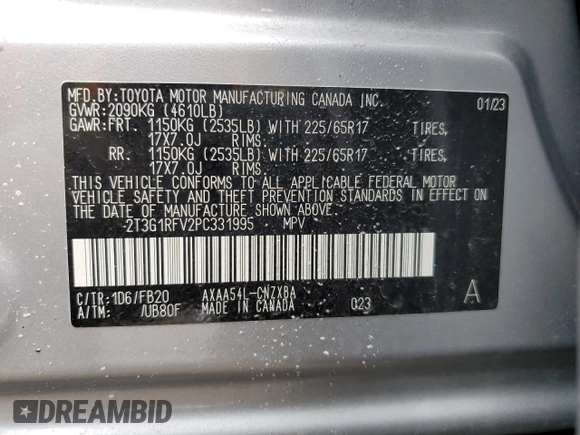 MFD.BY:TOYOTA MOTOR MANUFACTURING CANADA INC. 01/23
GVWR:2090KG (4610LB)
GAWR:FRT. 1150KG (2535LB) WITH 225/65R17 TIRES,
17X7.0J RIMS.
RR. 1150KG (2535LB) WITH 225/65R17 TIRES,
17X7.0J RIMS.
THIS VEHICLE CONFORMS TO ALL APPLICABLE FEDERAL MOTOR
VEHICLE SAFETY AND THEFT PREVENTION STANDARDS IN EFFECT
ON THE DATE OF MANUFACTURE SHOWN ABOVE.
2T3G1RFV2PC331995 MPV
C/TR:1D6/FB20 AXAA54L-CNZXBA 023 A
A/TM: /UB80F MADE IN CANADA
DREAMBID